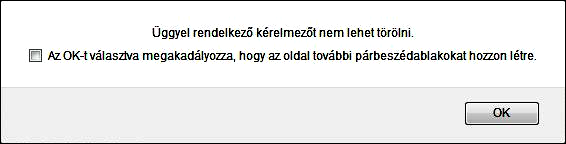 Üggyel rendelkező kérelmezőt nem lehet törölni.
Az OK-t választva megakadályozza, hogy az oldal további párbeszédablakokat hozzon létre.
OK